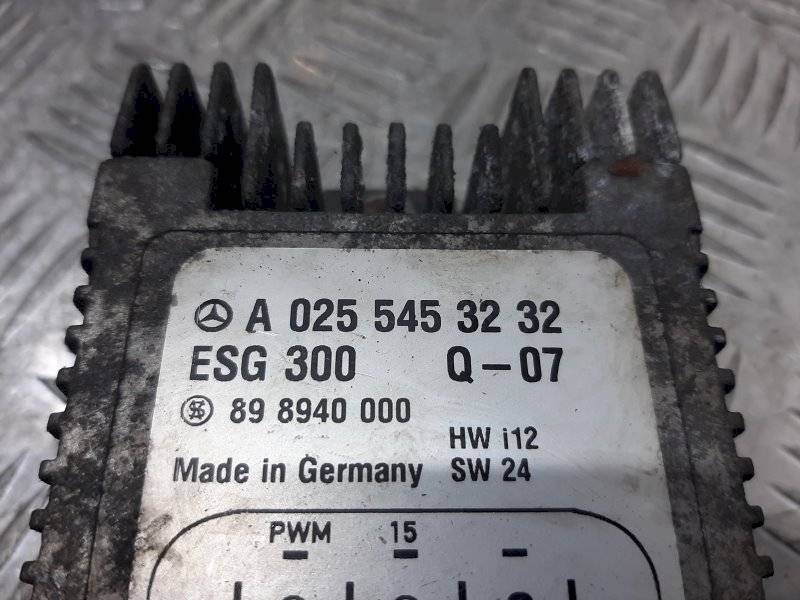 A 025 545 32 32
ESG 300 Q-07
89 8940 000
HW i12
Made in Germany SW 24
PWM 15